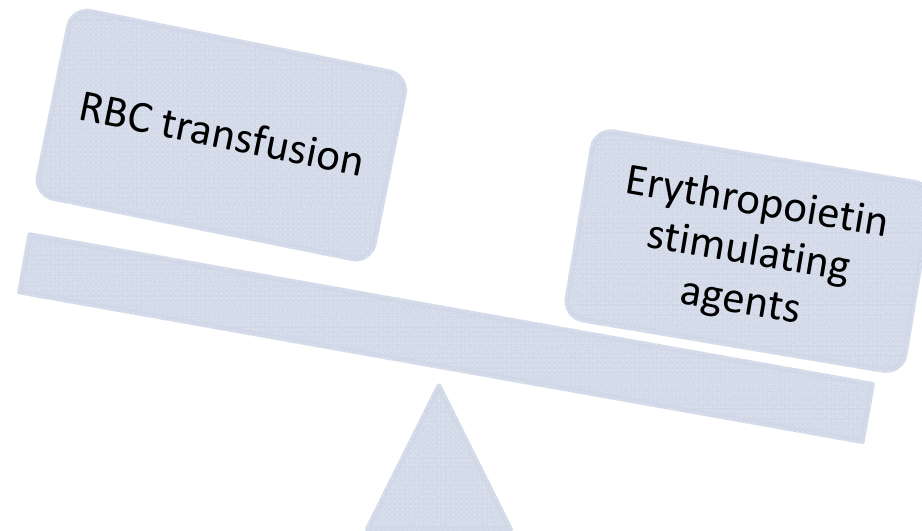 RBC transfusion
Erythropoietin
stimulating
agents